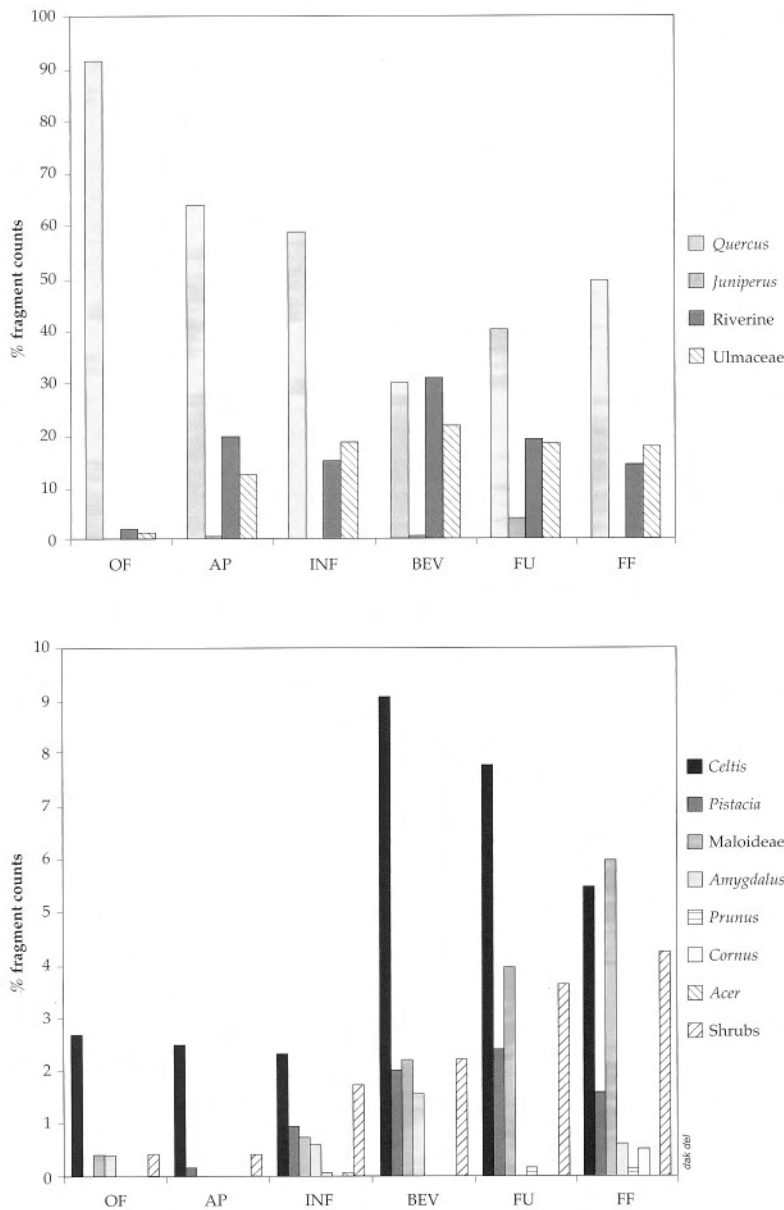 100
90
80
70
60
50
40
30
20
10
0
% fragment counts
OF AP INF BEV FU FF
Quercus
Juniperus
Riverine
Ulmaceae
10
9
8
7
6
5
4
3
2
1
0
% fragment counts
OF AP INF BEV FU FF
Celtis
Pistacia
Maloideae
Amygdalus
Prunus
Cornus
Acer
Shrubs
dak del